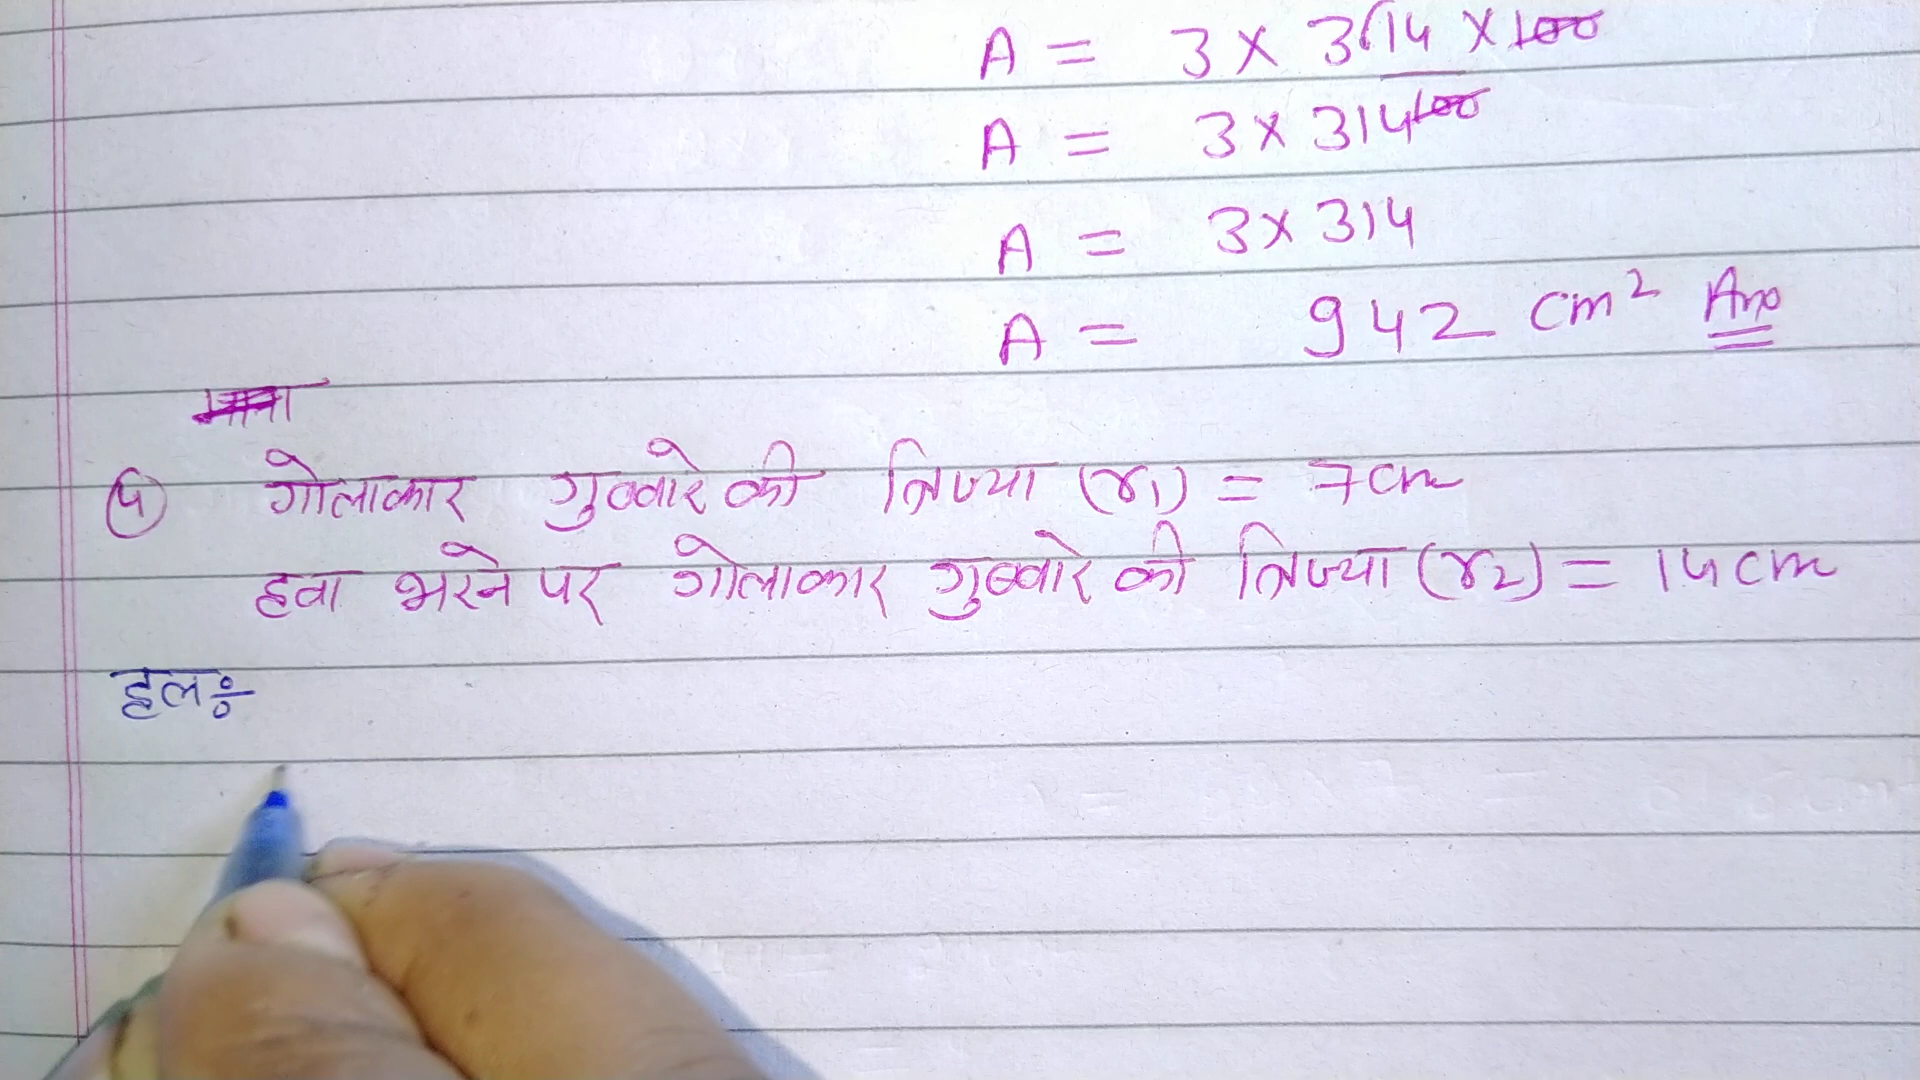 A = 3 x 3.14 x 100
A = 3 x 314 100
A = 3 x 314
A = 942 cm² Ans
④ गोलाकार गुब्बारे की त्रिज्या (r₁) = 7cm
हवा भरने पर गोलाकार गुब्बारे की त्रिज्या (r₂) = 14cm
हल÷